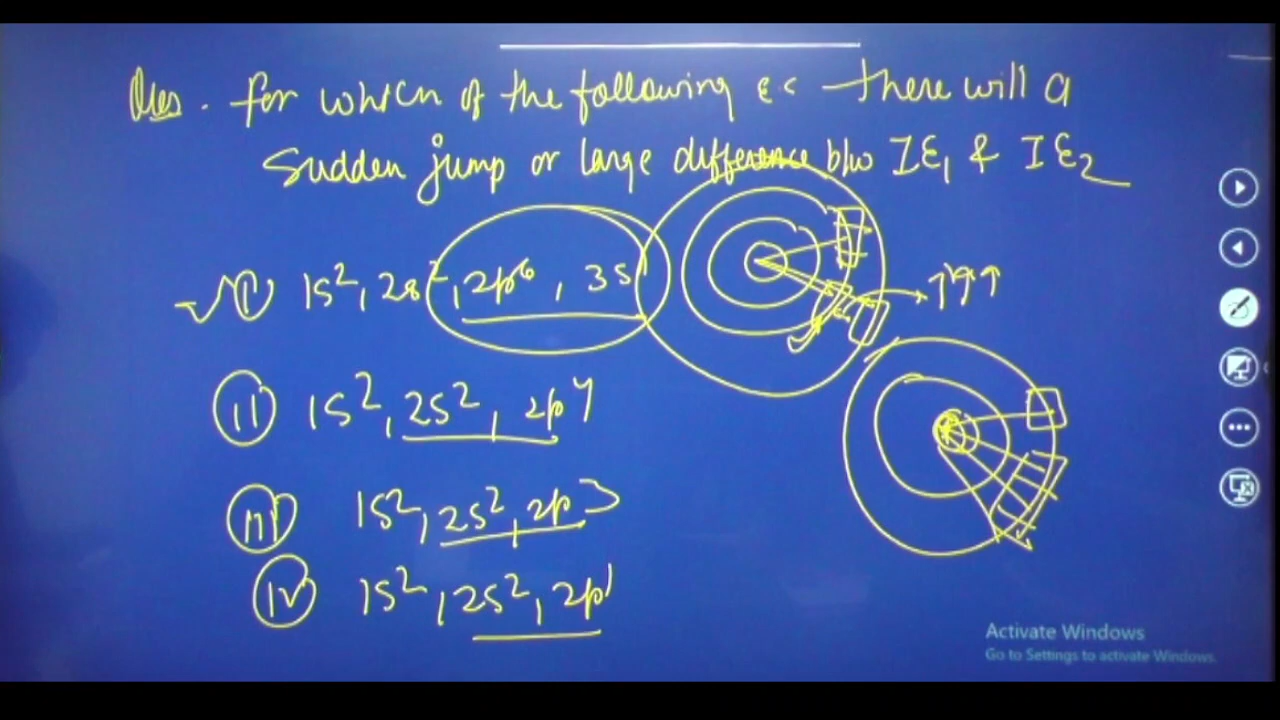 Ques. for which of the following EC there will a
sudden jump or large difference b/w IE₁ & IE₂
(I) 1s², 2s², 2p⁶, 3s¹
↑↑↑
(II) 1s², 2s², 2p⁴
(III) 1s², 2s², 2p³
(IV) 1s², 2s², 2p¹
Activate Windows
Go to Settings to activate Windows.